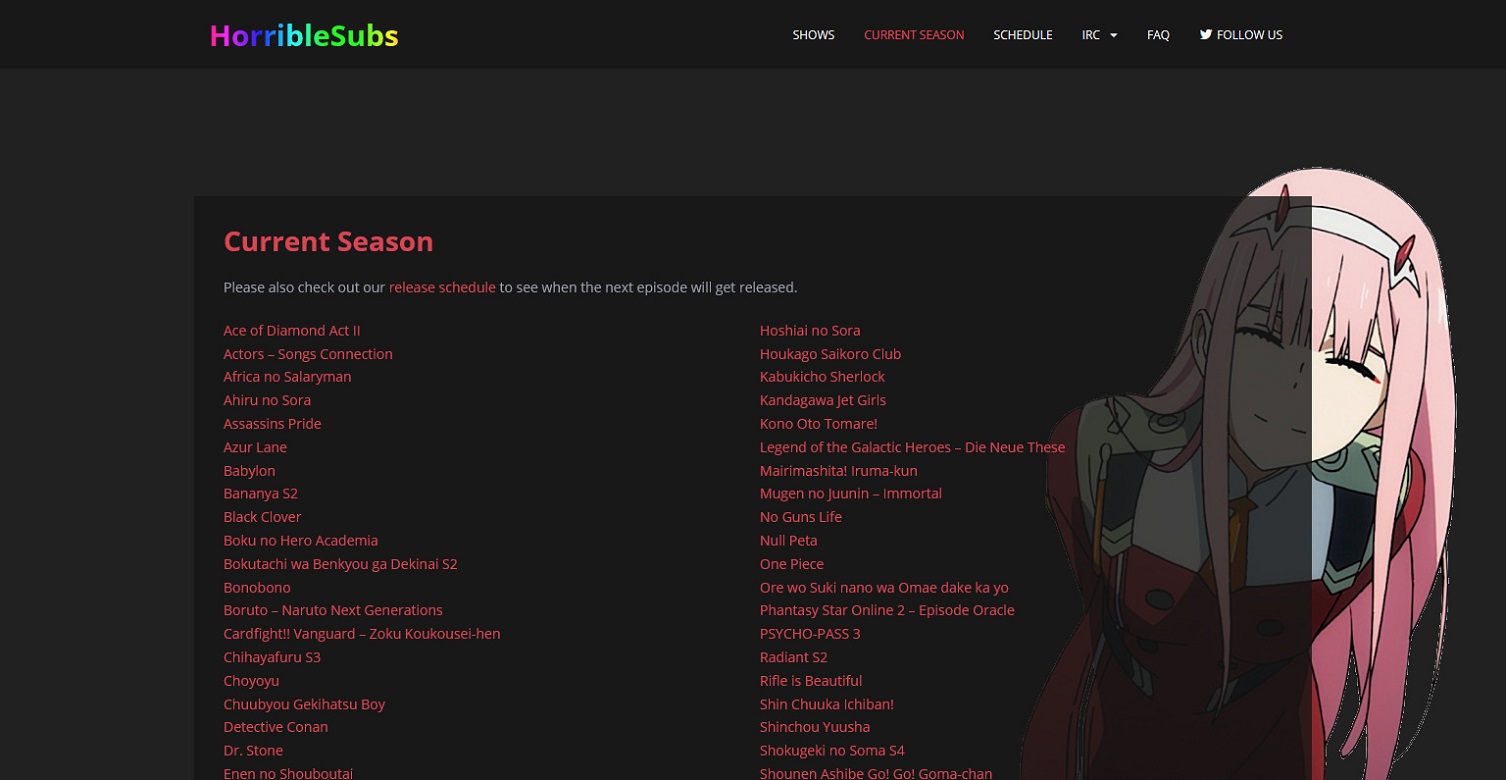 HorribleSubs
SHOWS
CURRENT SEASON
SCHEDULE
IRC
FAQ
FOLLOW US
Current Season
Please also check out our release schedule to see when the next episode will get released.
Ace of Diamond Act II
Actors – Songs Connection
Africa no Salaryman
Ahiru no Sora
Assassins Pride
Azur Lane
Babylon
Bananya S2
Black Clover
Boku no Hero Academia
Bokutachi wa Benkyou ga Dekinai S2
Bonobono
Boruto – Naruto Next Generations
Cardfight!! Vanguard – Zoku Koukousei-hen
Chihayafuru S3
Choyoyu
Chuubyou Gekihatsu Boy
Detective Conan
Dr. Stone
Enen no Shouboutai
Hoshiai no Sora
Houkago Saikoro Club
Kabukicho Sherlock
Kandagawa Jet Girls
Kono Oto Tomare!
Legend of the Galactic Heroes – Die Neue These
Mairimashita! Iruma-kun
Mugen no Juunin – Immortal
No Guns Life
Null Peta
One Piece
Ore wo Suki nano wa Omae dake ka yo
Phantasy Star Online 2 – Episode Oracle
PSYCHO-PASS 3
Radiant S2
Rifle is Beautiful
Shin Chuuka Ichiban!
Shinchou Yuusha
Shokugeki no Soma S4
Shounen Ashibe Go! Go! Goma-chan